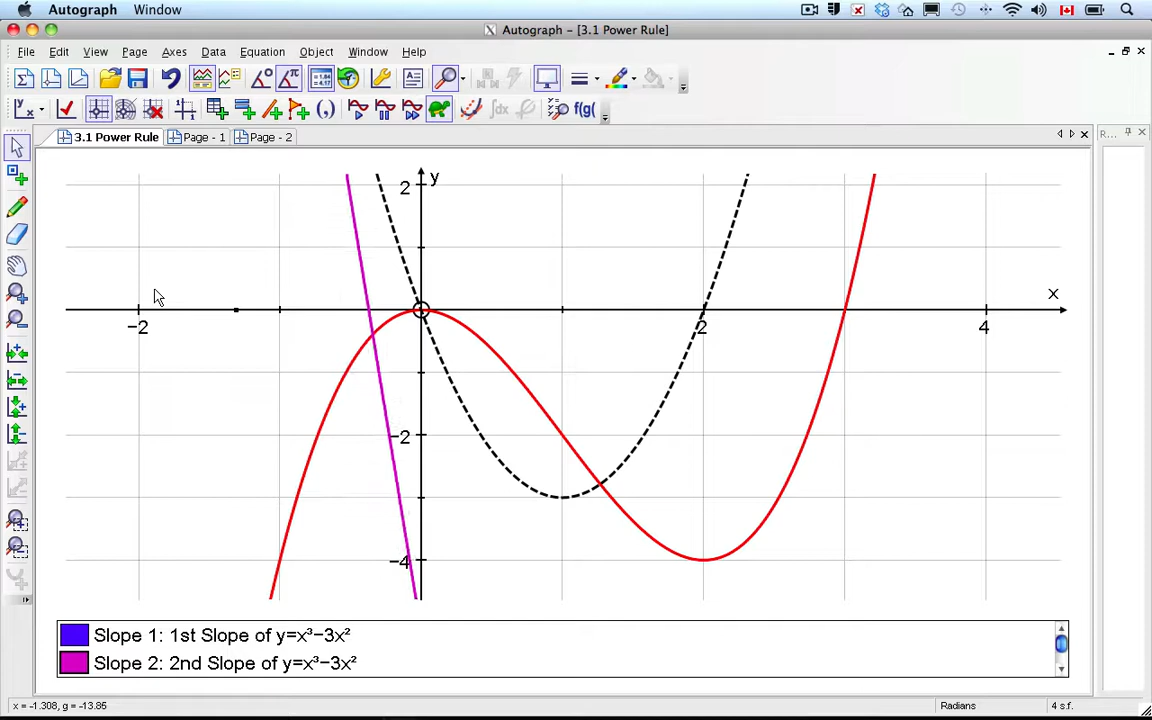 Autograph Window
Autograph - [3.1 Power Rule]
File Edit View Page Axes Data Equation Object Window Help
3.1 Power Rule Page - 1 Page - 2
R...
y
2
x
−2
2
4
−2
−4
Slope 1: 1st Slope of y=x³−3x²
Slope 2: 2nd Slope of y=x³−3x²
x = -1.308, g = -13.85 Radians 4 s.f.